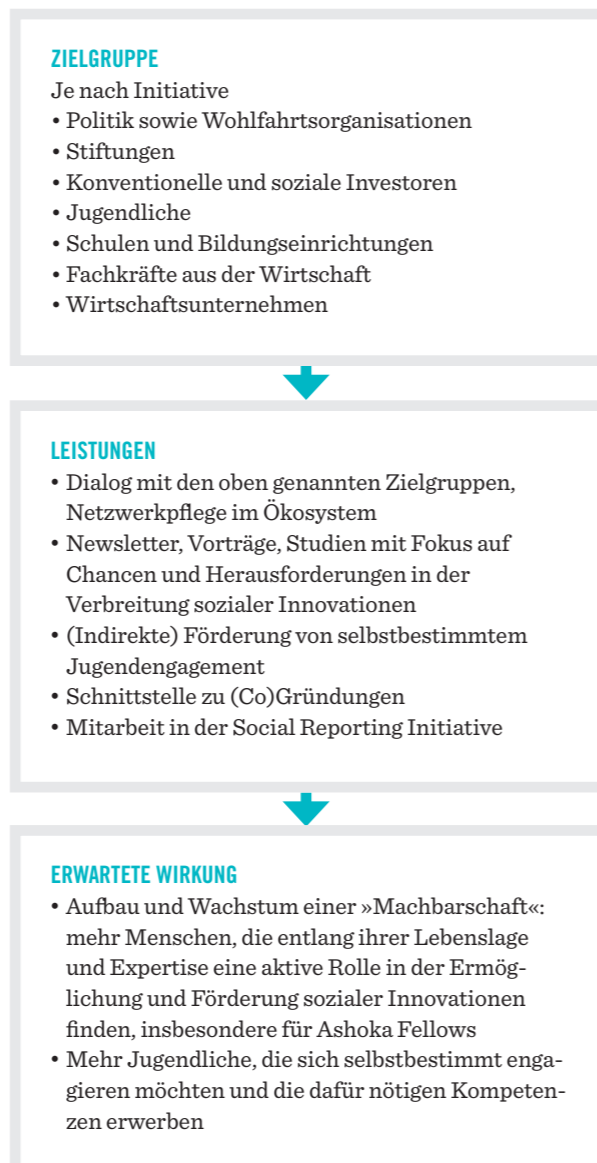 ZIELGRUPPE
Je nach Initiative
• Politik sowie Wohlfahrtsorganisationen
• Stiftungen
• Konventionelle und soziale Investoren
• Jugendliche
• Schulen und Bildungseinrichtungen
• Fachkräfte aus der Wirtschaft
• Wirtschaftsunternehmen
LEISTUNGEN
• Dialog mit den oben genannten Zielgruppen,
Netzwerkpflege im Ökosystem
• Newsletter, Vorträge, Studien mit Fokus auf
Chancen und Herausforderungen in der
Verbreitung sozialer Innovationen
• (Indirekte) Förderung von selbstbestimmtem
Jugendengagement
• Schnittstelle zu (Co)Gründungen
• Mitarbeit in der Social Reporting Initiative
ERWARTETE WIRKUNG
• Aufbau und Wachstum einer »Machbarschaft«:
mehr Menschen, die entlang ihrer Lebenslage
und Expertise eine aktive Rolle in der Ermög-
lichung und Förderung sozialer Innovationen
finden, insbesondere für Ashoka Fellows
• Mehr Jugendliche, die sich selbstbestimmt enga-
gieren möchten und die dafür nötigen Kompeten-
zen erwerben